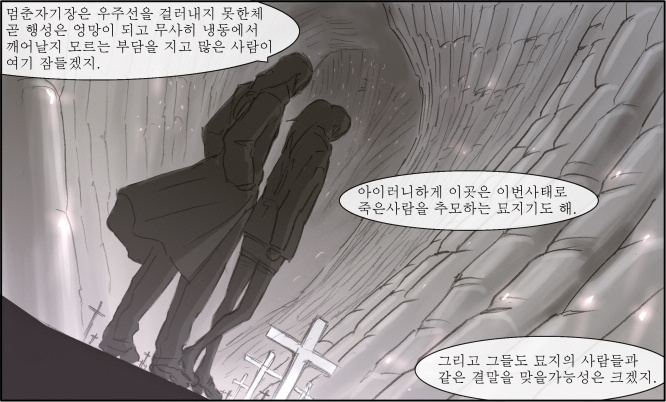 멈춘자기장은 우주선을 걸러내지 못한체
곧 행성은 엉망이 되고 무사히 냉동에서
깨어날지 모르는 부담을 지고 많은 사람이
여기 잠들겠지.
아이러니하게 이곳은 이번사태로
죽은사람을 추모하는 묘지기도 해.
그리고 그들도 묘지의 사람들과
같은 결말을 맞을가능성은 크겠지.